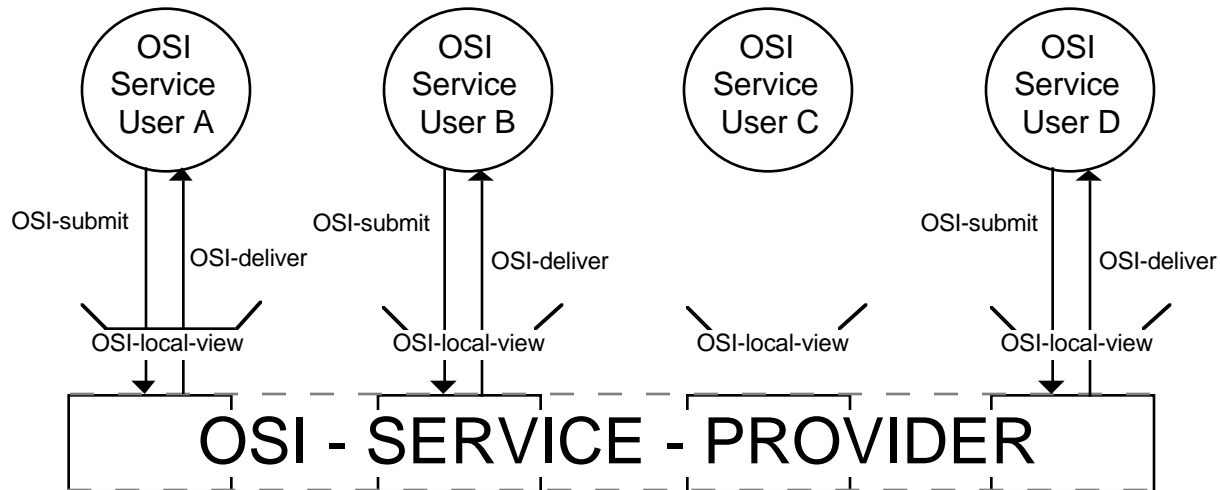 OSI
Service
User A
OSI
Service
User B
OSI
Service
User C
OSI
Service
User D
OSI-submit
OSI-deliver
OSI-submit
OSI-deliver
OSI-submit
OSI-deliver
OSI-local-view
OSI-local-view
OSI-local-view
OSI-local-view
OSI - SERVICE - PROVIDER